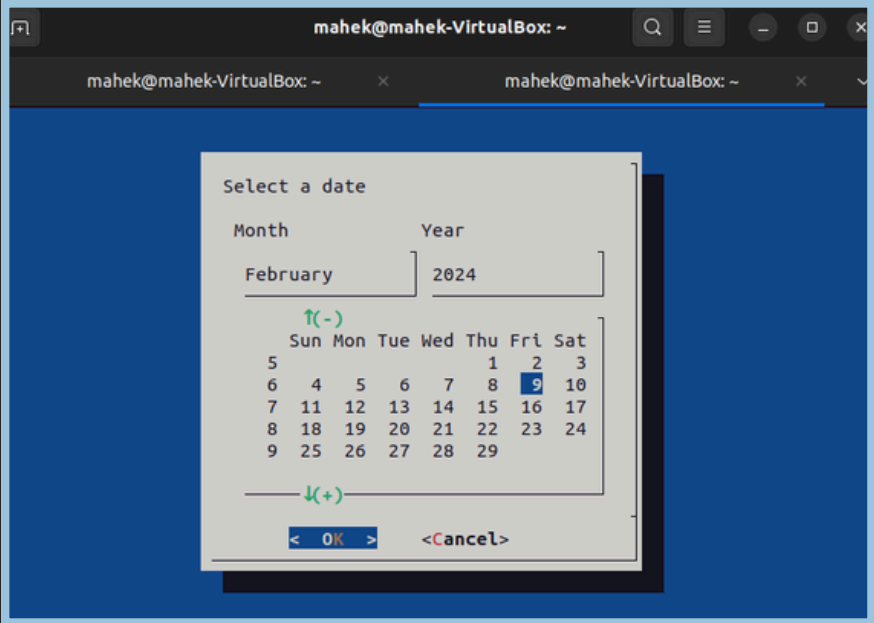 mahek@mahek-VirtualBox: ~
mahek@mahek-VirtualBox: ~ × mahek@mahek-VirtualBox: ~ ×
Select a date
Month Year
February 2024
↑(-)
Sun Mon Tue Wed Thu Fri Sat
5 1 2 3
6 4 5 6 7 8 9 10
7 11 12 13 14 15 16 17
8 18 19 20 21 22 23 24
9 25 26 27 28 29
↓(+)
< OK > <Cancel>